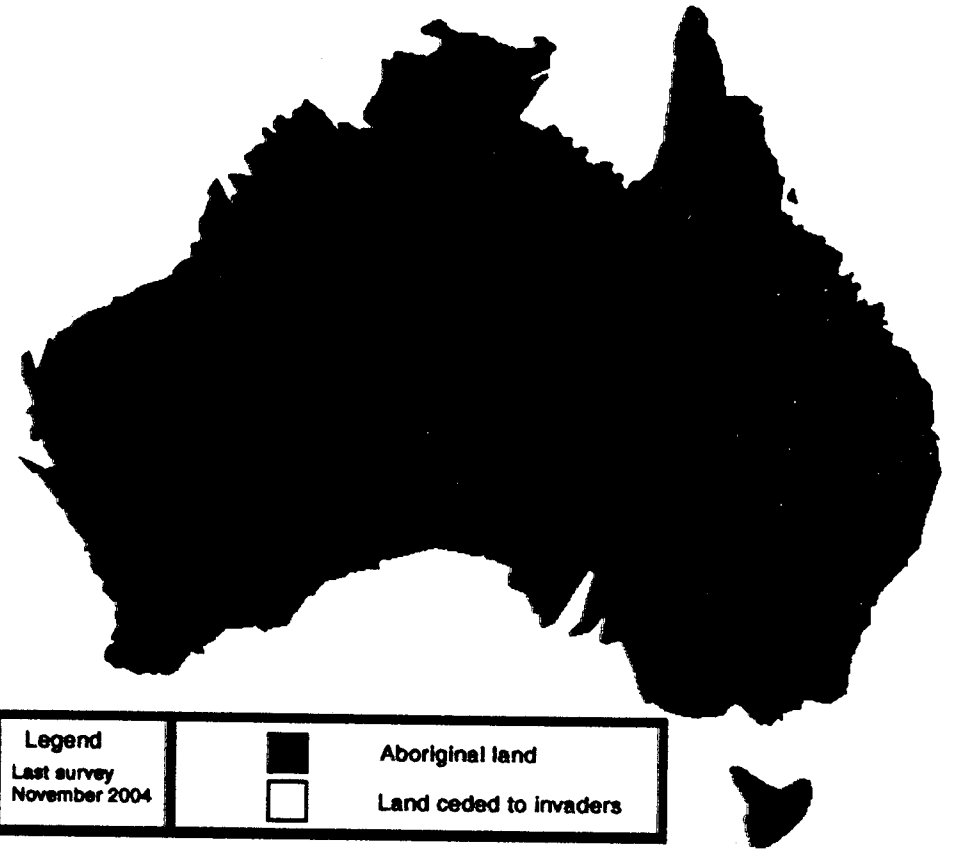 Legend
Last survey
November 2004
Aboriginal land
Land ceded to invaders